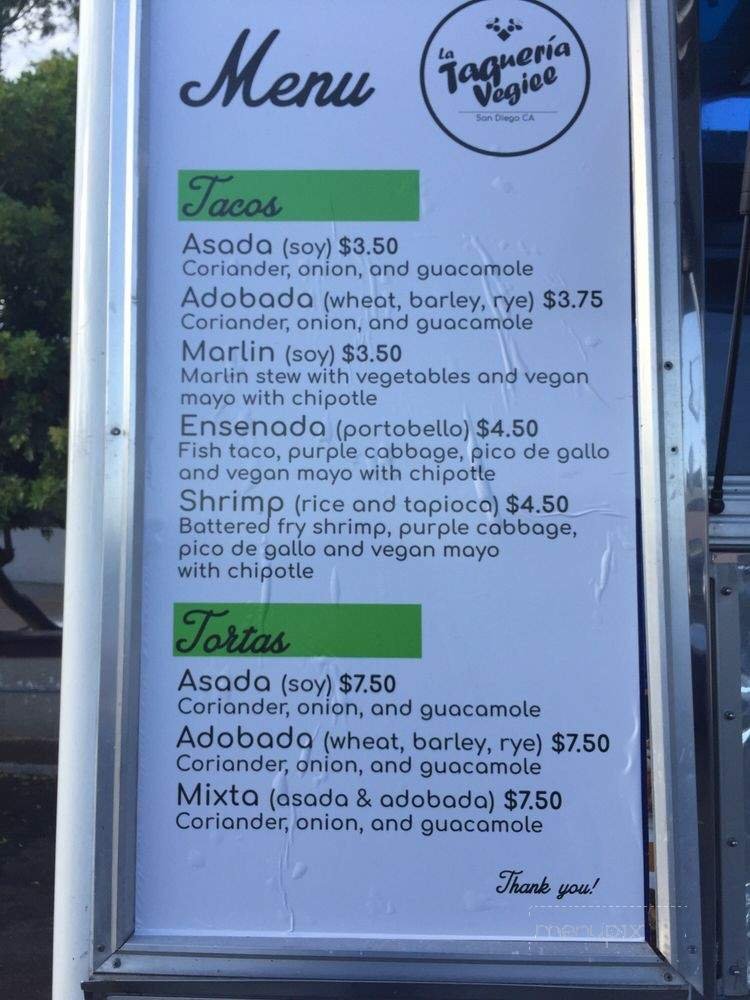 Menu
La
Taquería
Vegiee
San Diego CA
Tacos
Asada (soy) $3.50
Coriander, onion, and guacamole
Adobada (wheat, barley, rye) $3.75
Coriander, onion, and guacamole
Marlin (soy) $3.50
Marlin stew with vegetables and vegan
mayo with chipotle
Ensenada (portobello) $4.50
Fish taco, purple cabbage, pico de gallo
and vegan mayo with chipotle
Shrimp (rice and tapioca) $4.50
Battered fry shrimp, purple cabbage,
pico de gallo and vegan mayo
with chipotle
Tortas
Asada (soy) $7.50
Coriander, onion, and guacamole
Adobada (wheat, barley, rye) $7.50
Coriander, onion, and guacamole
Mixta (asada & adobada) $7.50
Coriander, onion, and guacamole
Thank you!
menupix